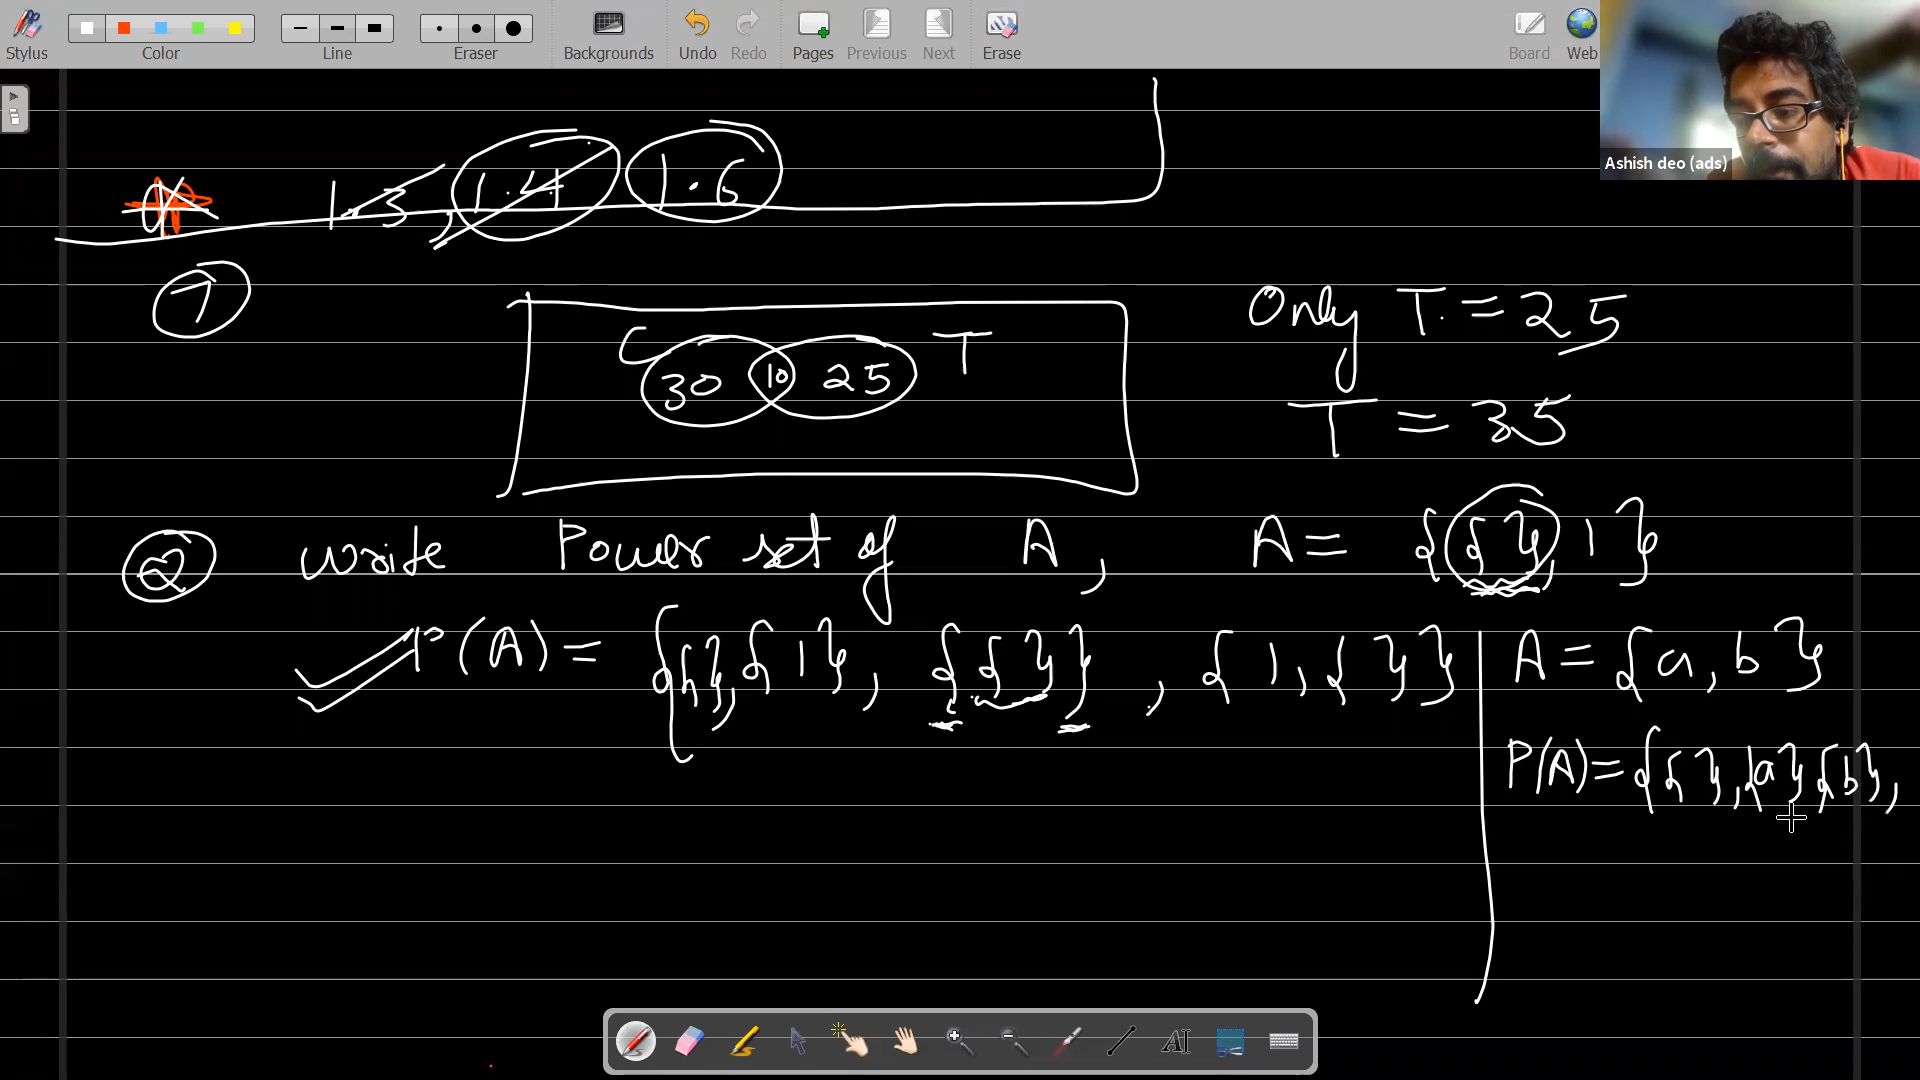 Stylus Color Line Eraser Backgrounds Undo Redo Pages Previous Next Erase Board Web
Ashish deo (ads)
1.3, 1.4 1.6
7
C 30 10 25 T
Only T = 25
T = 35
Q write Power set of A, A = {{ }, 1}
P(A) = {{ }, {1}, {{ }}, {1, { }}
A = {a, b}
P(A) = {{ }, {a} {b},